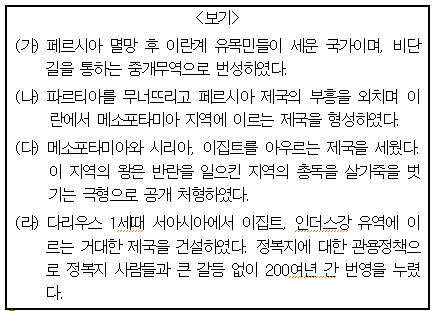 <보기>
(가) 페르시아 멸망 후 이란계 유목민들이 세운 국가이며, 비단
길을 통하는 중개무역으로 번성하였다.
(나) 파르티아를 무너뜨리고 페르시아 제국의 부흥을 외치며 이
란에서 메소포타미아 지역에 이르는 제국을 형성하였다.
(다) 메소포타미아와 시리아, 이집트를 아우르는 제국을 세웠다.
이 지역의 왕은 반란을 일으킨 지역의 총독을 살가죽을 벗
기는 극형으로 공개 처형하였다.
(라) 다리우스 1세때 서아시아에서 이집트, 인더스강 유역에 이
르는 거대한 제국을 건설하였다. 정복지에 대한 관용정책으
로 정복지 사람들과 큰 갈등 없이 200여년 간 번영을 누렸
다.